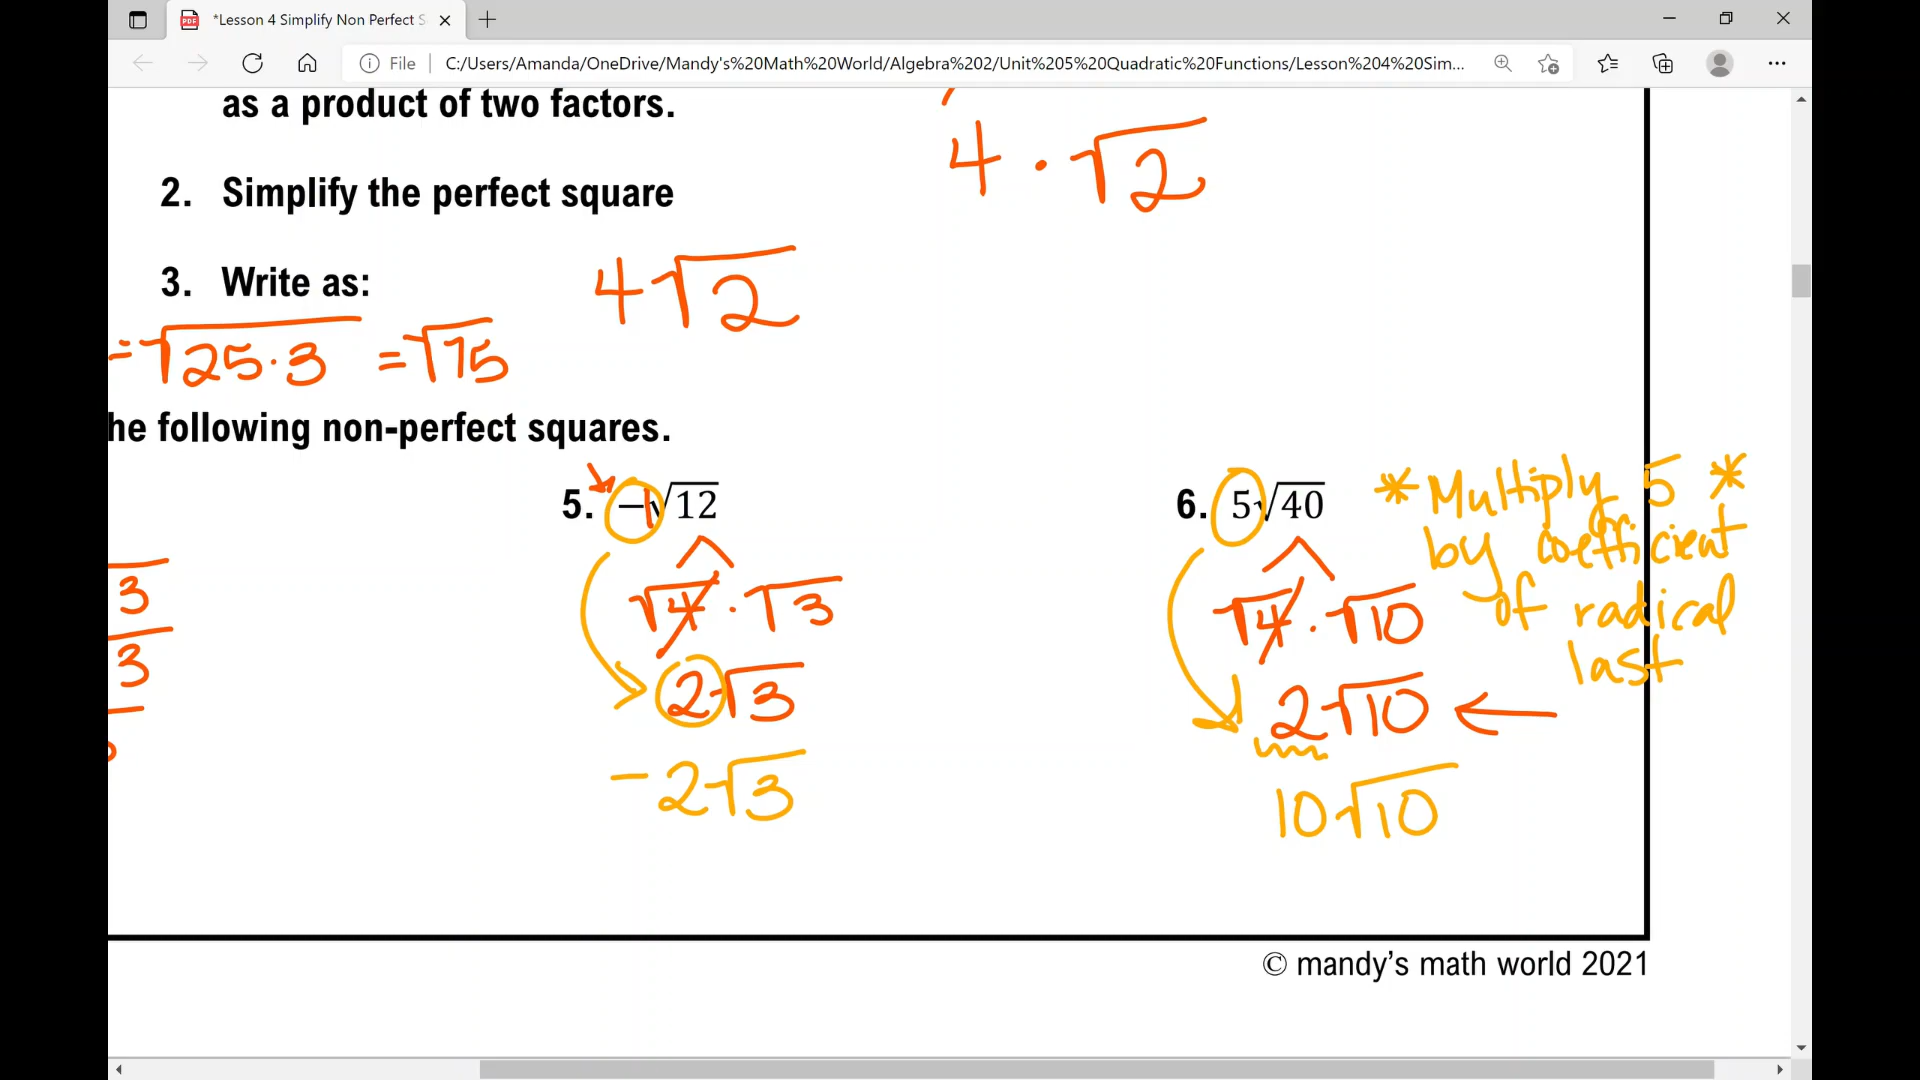 *Lesson 4 Simplify Non Perfect S
File | C:/Users/Amanda/OneDrive/Mandy's%20Math%20World/Algebra%202/Unit%205%20Quadratic%20Functions/Lesson%204%20Sim...
as a product of two factors.
4 · √2
2. Simplify the perfect square
3. Write as: 4√2
=√25·3 =√75
he following non-perfect squares.
5. -1√12
√4 · √3
2√3
-2√3
6. 5√40
√4 · √10
2√10 ←
10√10
* Multiply 5 *
by coefficient
of radical
last
3
3
© mandy's math world 2021